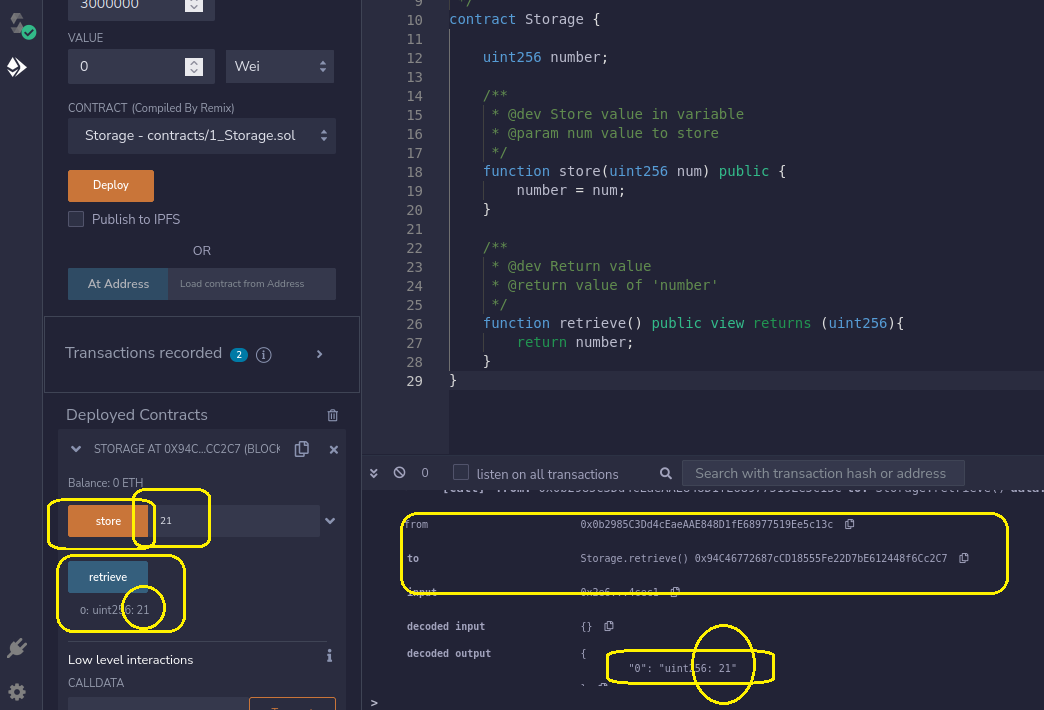 3000000
VALUE
0
Wei
CONTRACT (Compiled By Remix)
Storage - contracts/1_Storage.sol
Deploy
Publish to IPFS
OR
At Address
Load contract from Address
Transactions recorded 2 i
Deployed Contracts
STORAGE AT 0X94C...CC2C7 (BLOCK
Balance: 0 ETH
store
21
retrieve
0: uint256: 21
Low level interactions
CALLDATA
9 */
10 contract Storage {
11
12 uint256 number;
13
14 /**
15 * @dev Store value in variable
16 * @param num value to store
17 */
18 function store(uint256 num) public {
19 number = num;
20 }
21
22 /**
23 * @dev Return value
24 * @return value of 'number'
25 */
26 function retrieve() public view returns (uint256){
27 return number;
28 }
29 }
0
listen on all transactions
Search with transaction hash or address
from 0x0b2985C3Dd4cEaeAAE848D1fE68977519Ee5c13c
to Storage.retrieve() 0x94C46772687cCD18555Fe22D7bE612448f6Cc2C7
input 0x2e6...4cec1
decoded input {}
decoded output {
"0": "uint256: 21"
}
>